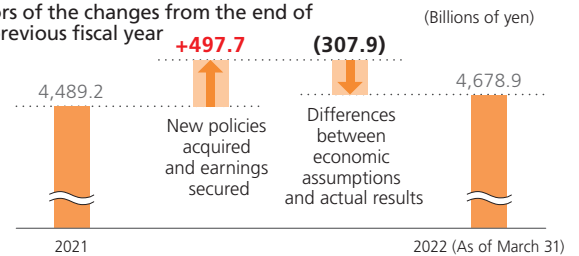 ors of the changes from the end of
previous fiscal year
(Billions of yen)
+497.7
(307.9)
4,489.2
4,678.9
New policies
acquired
and earnings
secured
Differences
between
economic
assumptions
and actual results
2021
2022 (As of March 31)